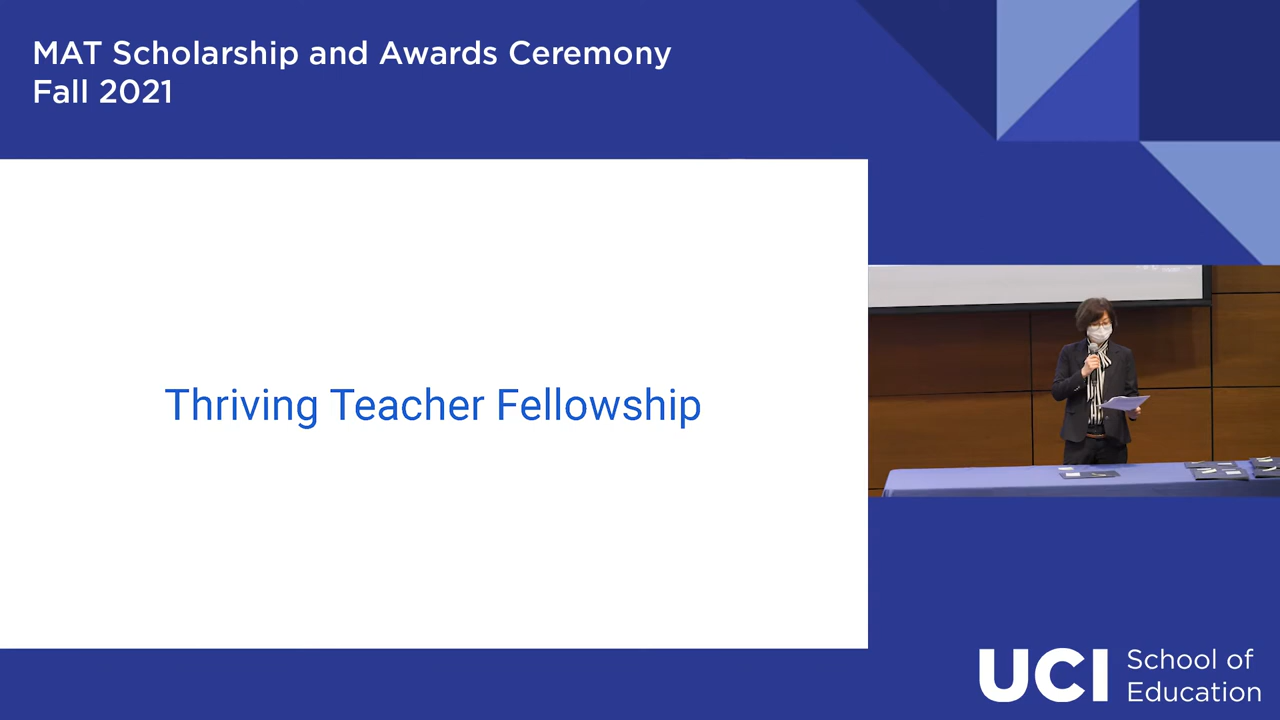 MAT Scholarship and Awards Ceremony
Fall 2021
Thriving Teacher Fellowship
UCI School of
Education